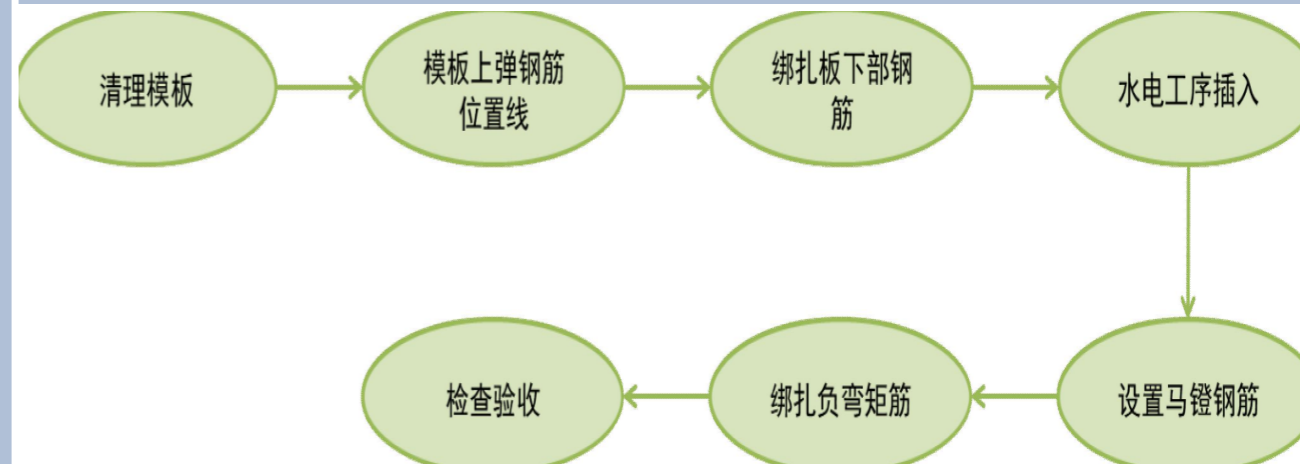 清理模板
模板上弹钢筋
位置线
绑扎板下部钢
筋
水电工序插入
设置马镫钢筋
绑扎负弯矩筋
检查验收